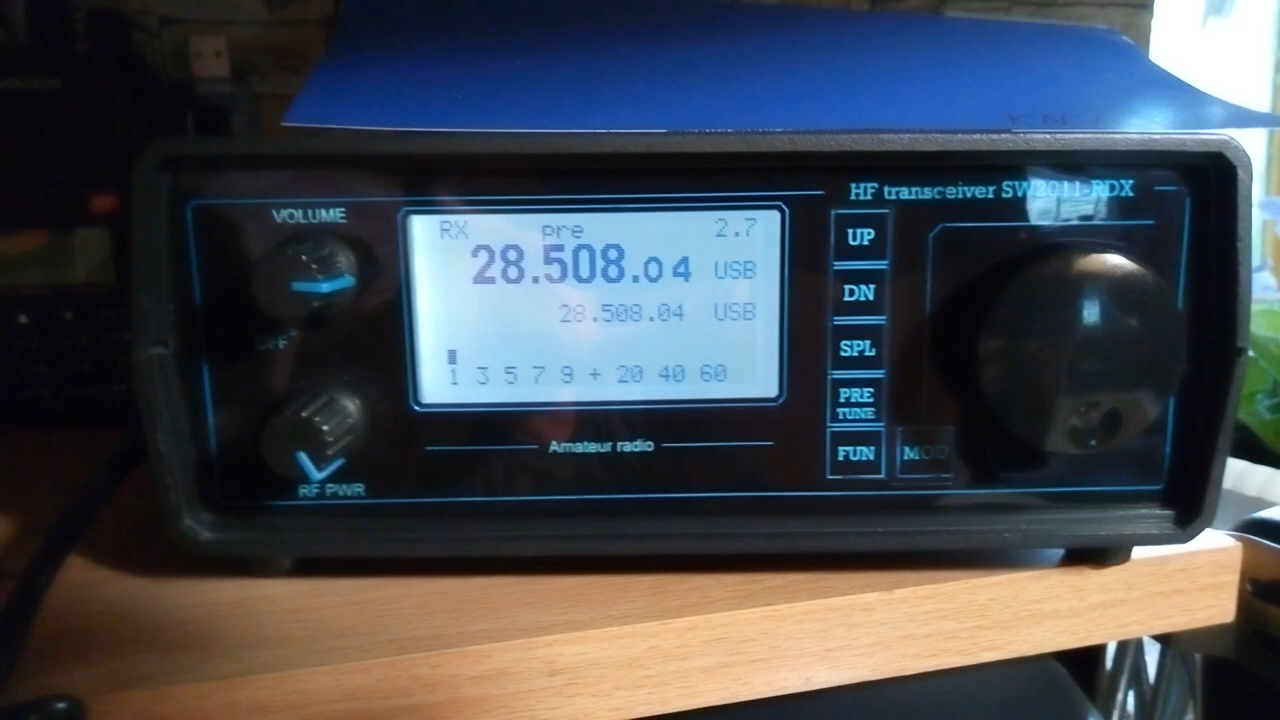 HF transceiver SW2011-RDX
VOLUME
OFF
RF PWR
RX pre 2.7
28.508.04 USB
28.508.04 USB
1 3 5 7 9 + 20 40 60
Amateur radio
UP
DN
SPL
PRE
TUNE
FUN
MOD